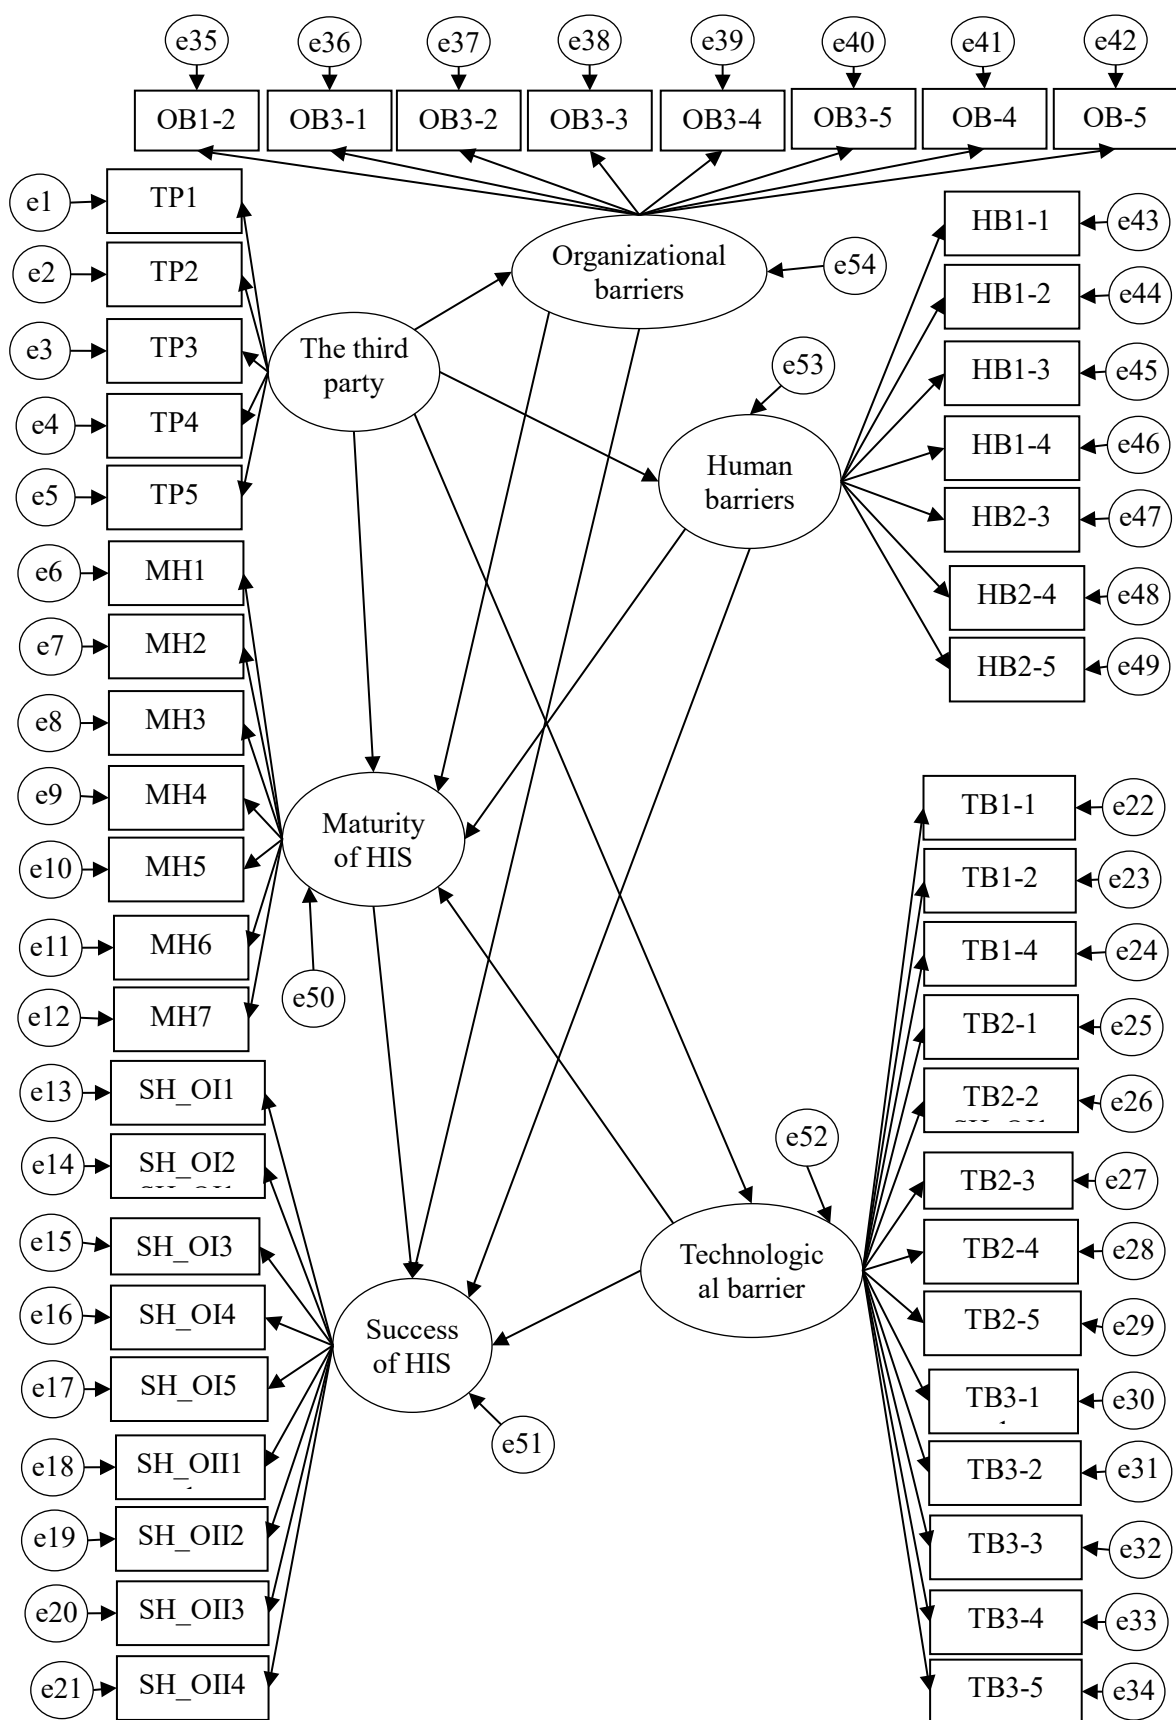 e35
e36
e37
e38
e39
e40
e41
e42
OB1-2
OB3-1
OB3-2
OB3-3
OB3-4
OB3-5
OB-4
OB-5
e1
TP1
e2
TP2
e3
TP3
e4
TP4
e5
TP5
The third
party
Organizational
barriers
e54
e53
Human
barriers
HB1-1
e43
HB1-2
e44
HB1-3
e45
HB1-4
e46
HB2-3
e47
HB2-4
e48
HB2-5
e49
e6
MH1
e7
MH2
e8
MH3
e9
MH4
e10
MH5
e11
MH6
e12
MH7
Maturity
of HIS
e50
TB1-1
e22
TB1-2
e23
TB1-4
e24
TB2-1
e25
TB2-2
e26
TB2-3
e27
TB2-4
e28
TB2-5
e29
TB3-1
e30
TB3-2
e31
TB3-3
e32
TB3-4
e33
TB3-5
e34
e52
Technologic
al barrier
e13
SH_OI1
e14
SH_OI2
e15
SH_OI3
e16
SH_OI4
e17
SH_OI5
e18
SH_OII1
e19
SH_OII2
e20
SH_OII3
e21
SH_OII4
Success
of HIS
e51